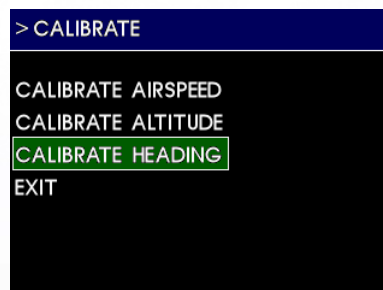 > CALIBRATE
CALIBRATE AIRSPEED
CALIBRATE ALTITUDE
CALIBRATE HEADING
EXIT